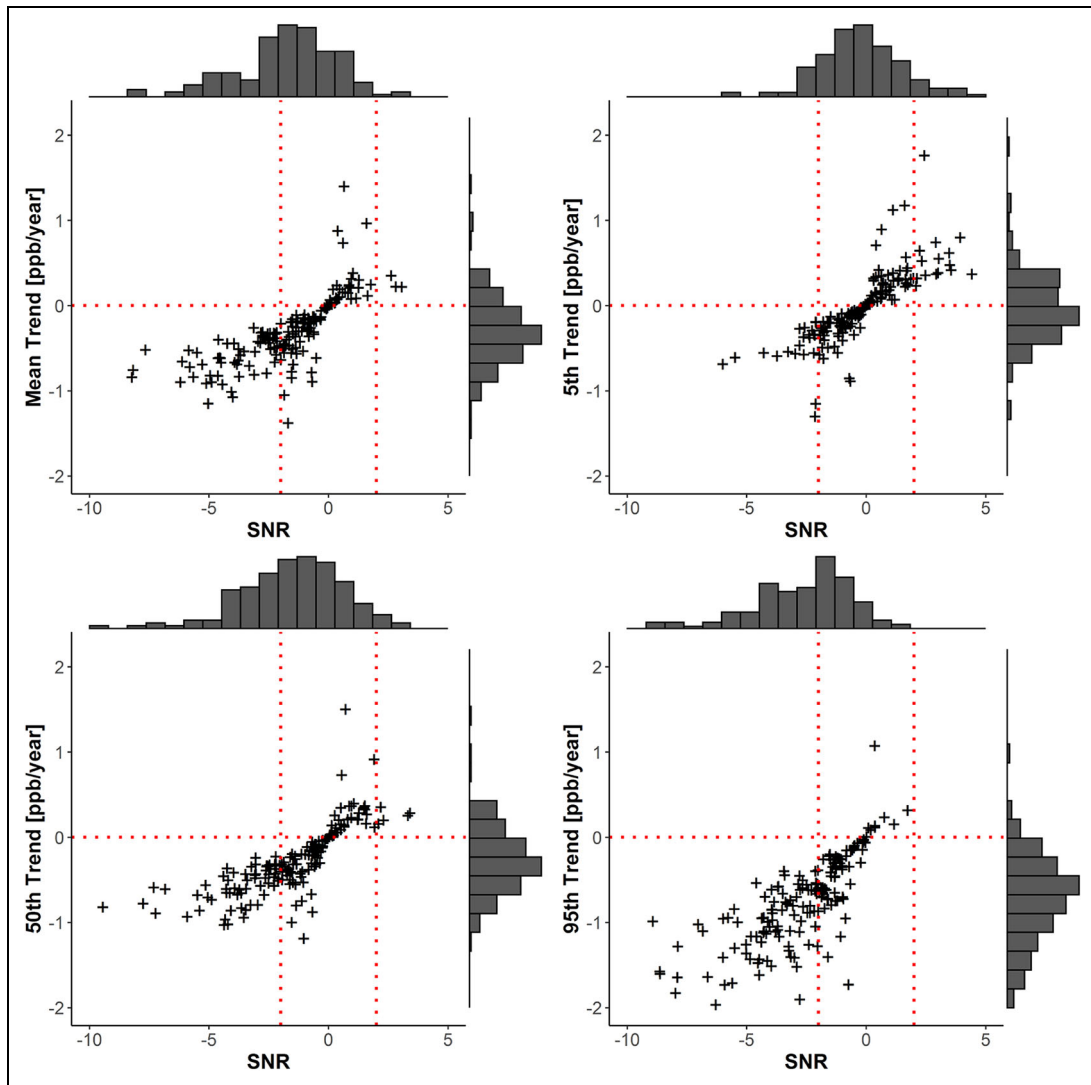 2
1
0
-1
-2
Mean Trend [ppb/year]
-10 -5 0 5
SNR
2
1
0
-1
-2
5th Trend [ppb/year]
-10 -5 0 5
SNR
2
1
0
-1
-2
50th Trend [ppb/year]
-10 -5 0 5
SNR
2
1
0
-1
-2
95th Trend [ppb/year]
-10 -5 0 5
SNR